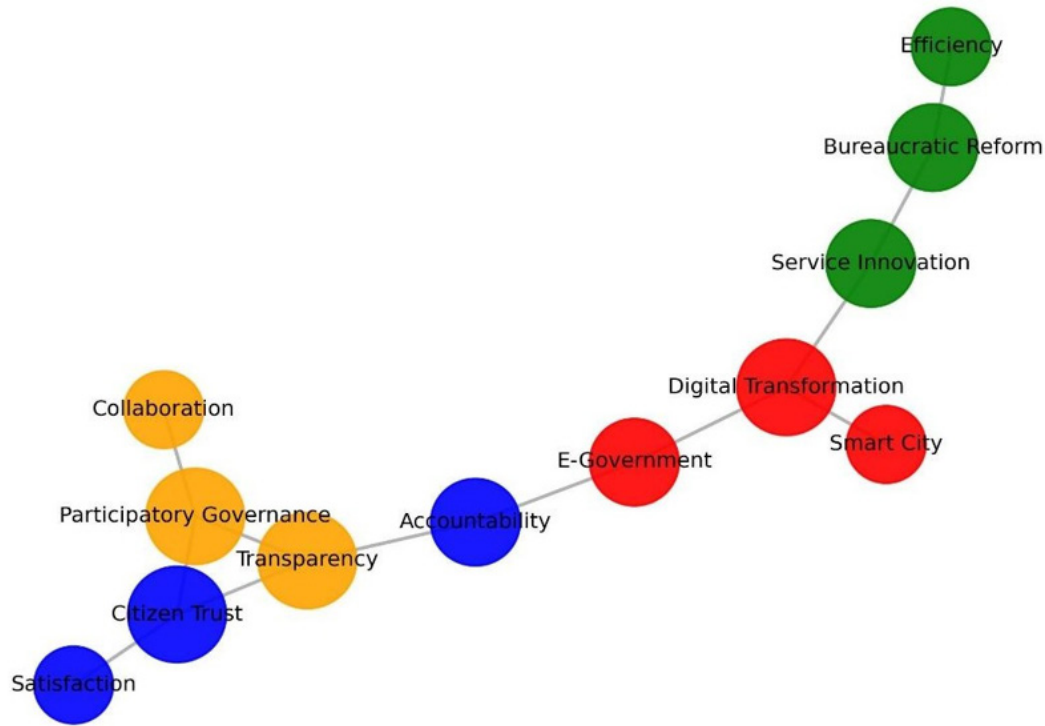 Efficiency
Bureaucratic Reform
Service Innovation
Digital Transformation
Collaboration
Smart City
E-Government
Participatory Governance
Accountability
Transparency
Citizen Trust
Satisfaction